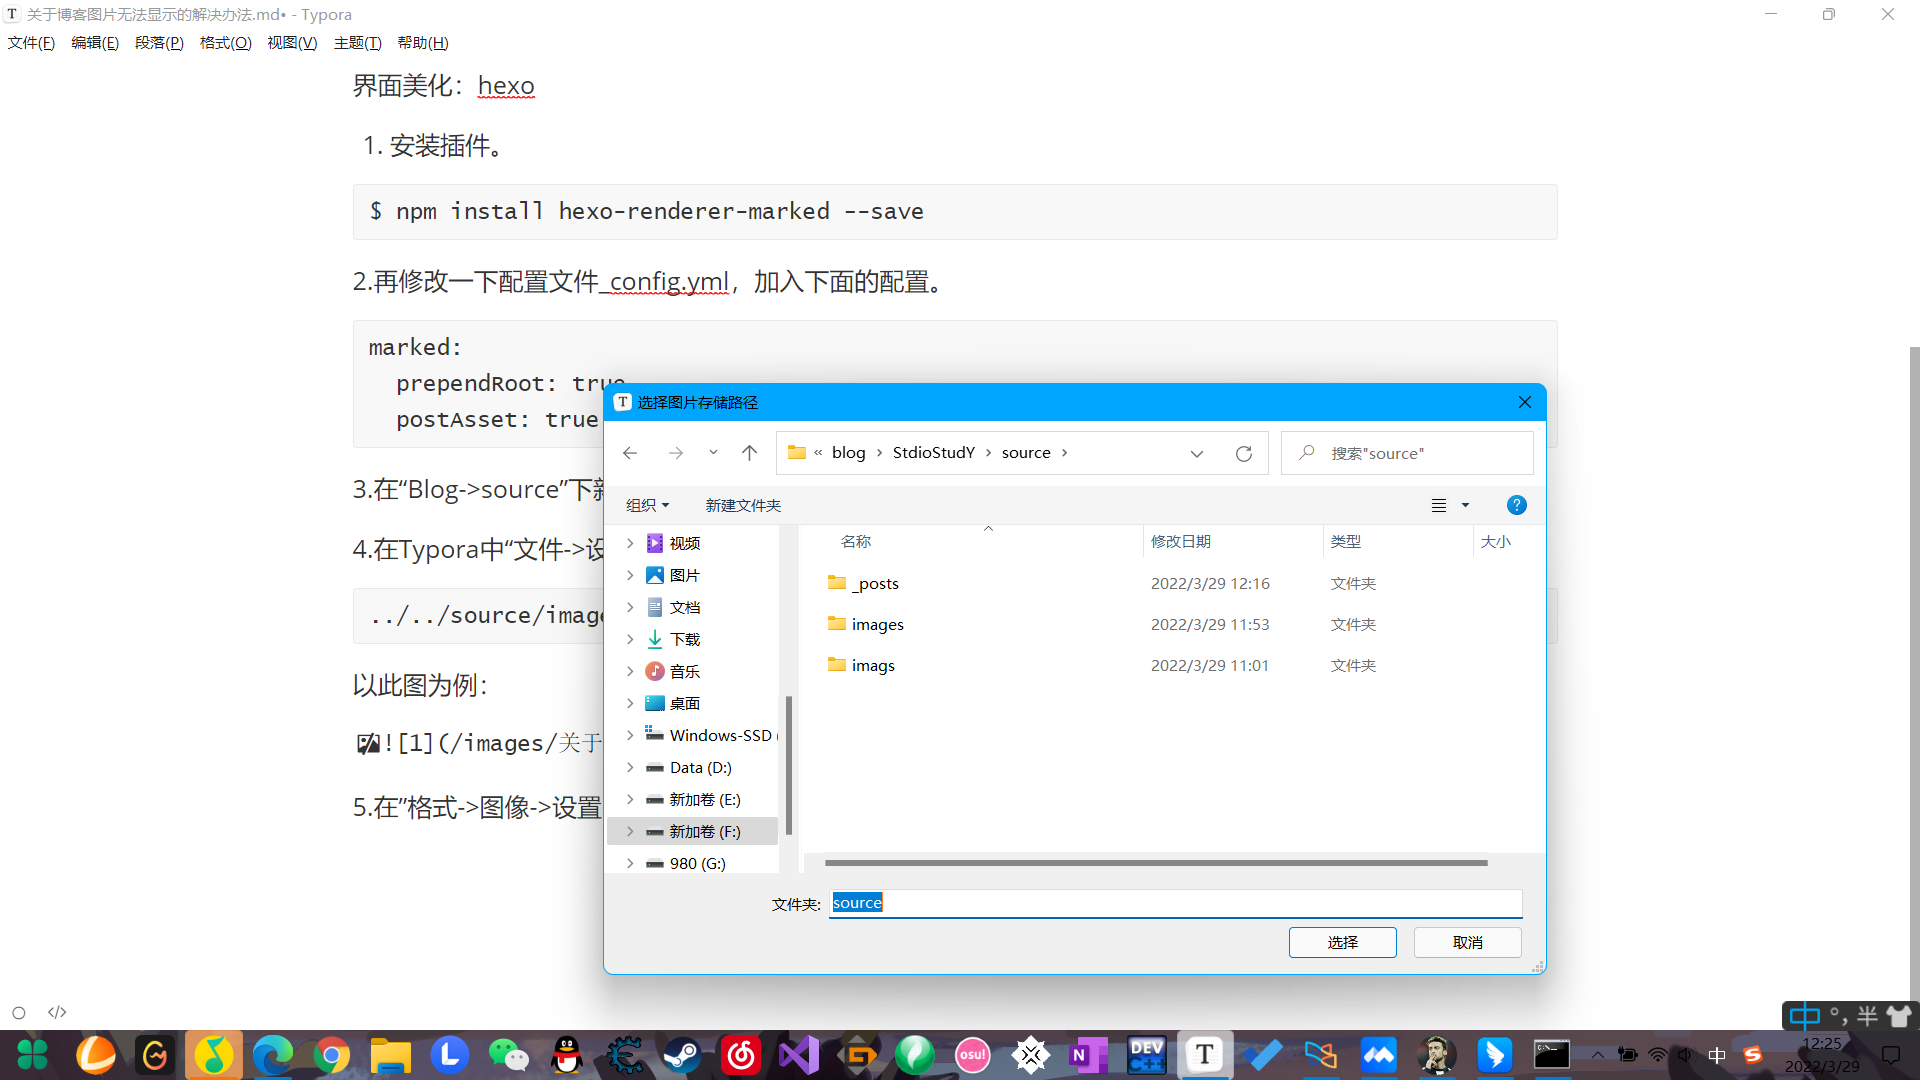 关于博客图片无法显示的解决办法.md• - Typora
文件(F) 编辑(E) 段落(P) 格式(O) 视图(V) 主题(T) 帮助(H)
界面美化：hexo
1. 安装插件。
$ npm install hexo-renderer-marked --save
2.再修改一下配置文件_config.yml，加入下面的配置。
marked:
prependRoot: true
postAsset: true
3.在“Blog->source”下新
4.在Typora中“文件->设
../../source/image
以此图为例：
![1](/images/关于
5.在”格式->图像->设置
选择图片存储路径
« blog › StdioStudY › source ›
搜索"source"
组织 新建文件夹
名称 修改日期 类型 大小
_posts 2022/3/29 12:16 文件夹
images 2022/3/29 11:53 文件夹
imags 2022/3/29 11:01 文件夹
视频
图片
文档
下载
音乐
桌面
Windows-SSD (
Data (D:)
新加卷 (E:)
新加卷 (F:)
980 (G:)
文件夹: source
选择 取消
中 °, 半
osu!
DEV C++
中
12:25
2022/3/29